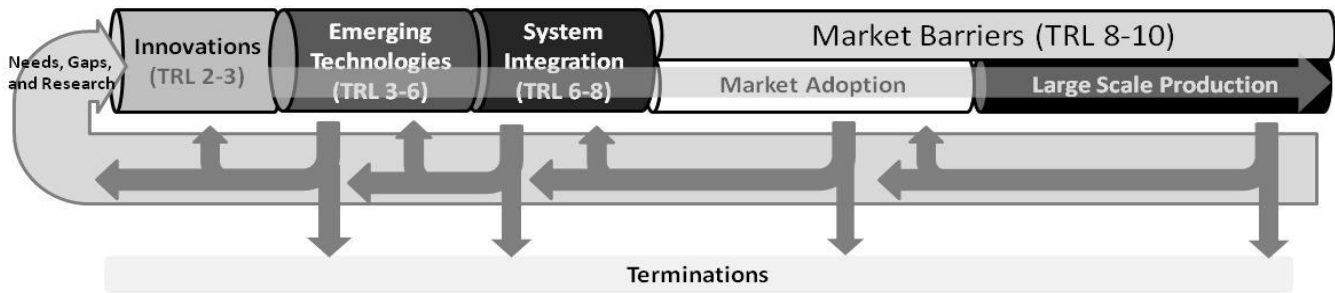 Needs, Gaps,
and Research
Innovations
(TRL 2-3)
Emerging
Technologies
(TRL 3-6)
System
Integration
(TRL 6-8)
Market Barriers (TRL 8-10)
Market Adoption
Large Scale Production
Terminations